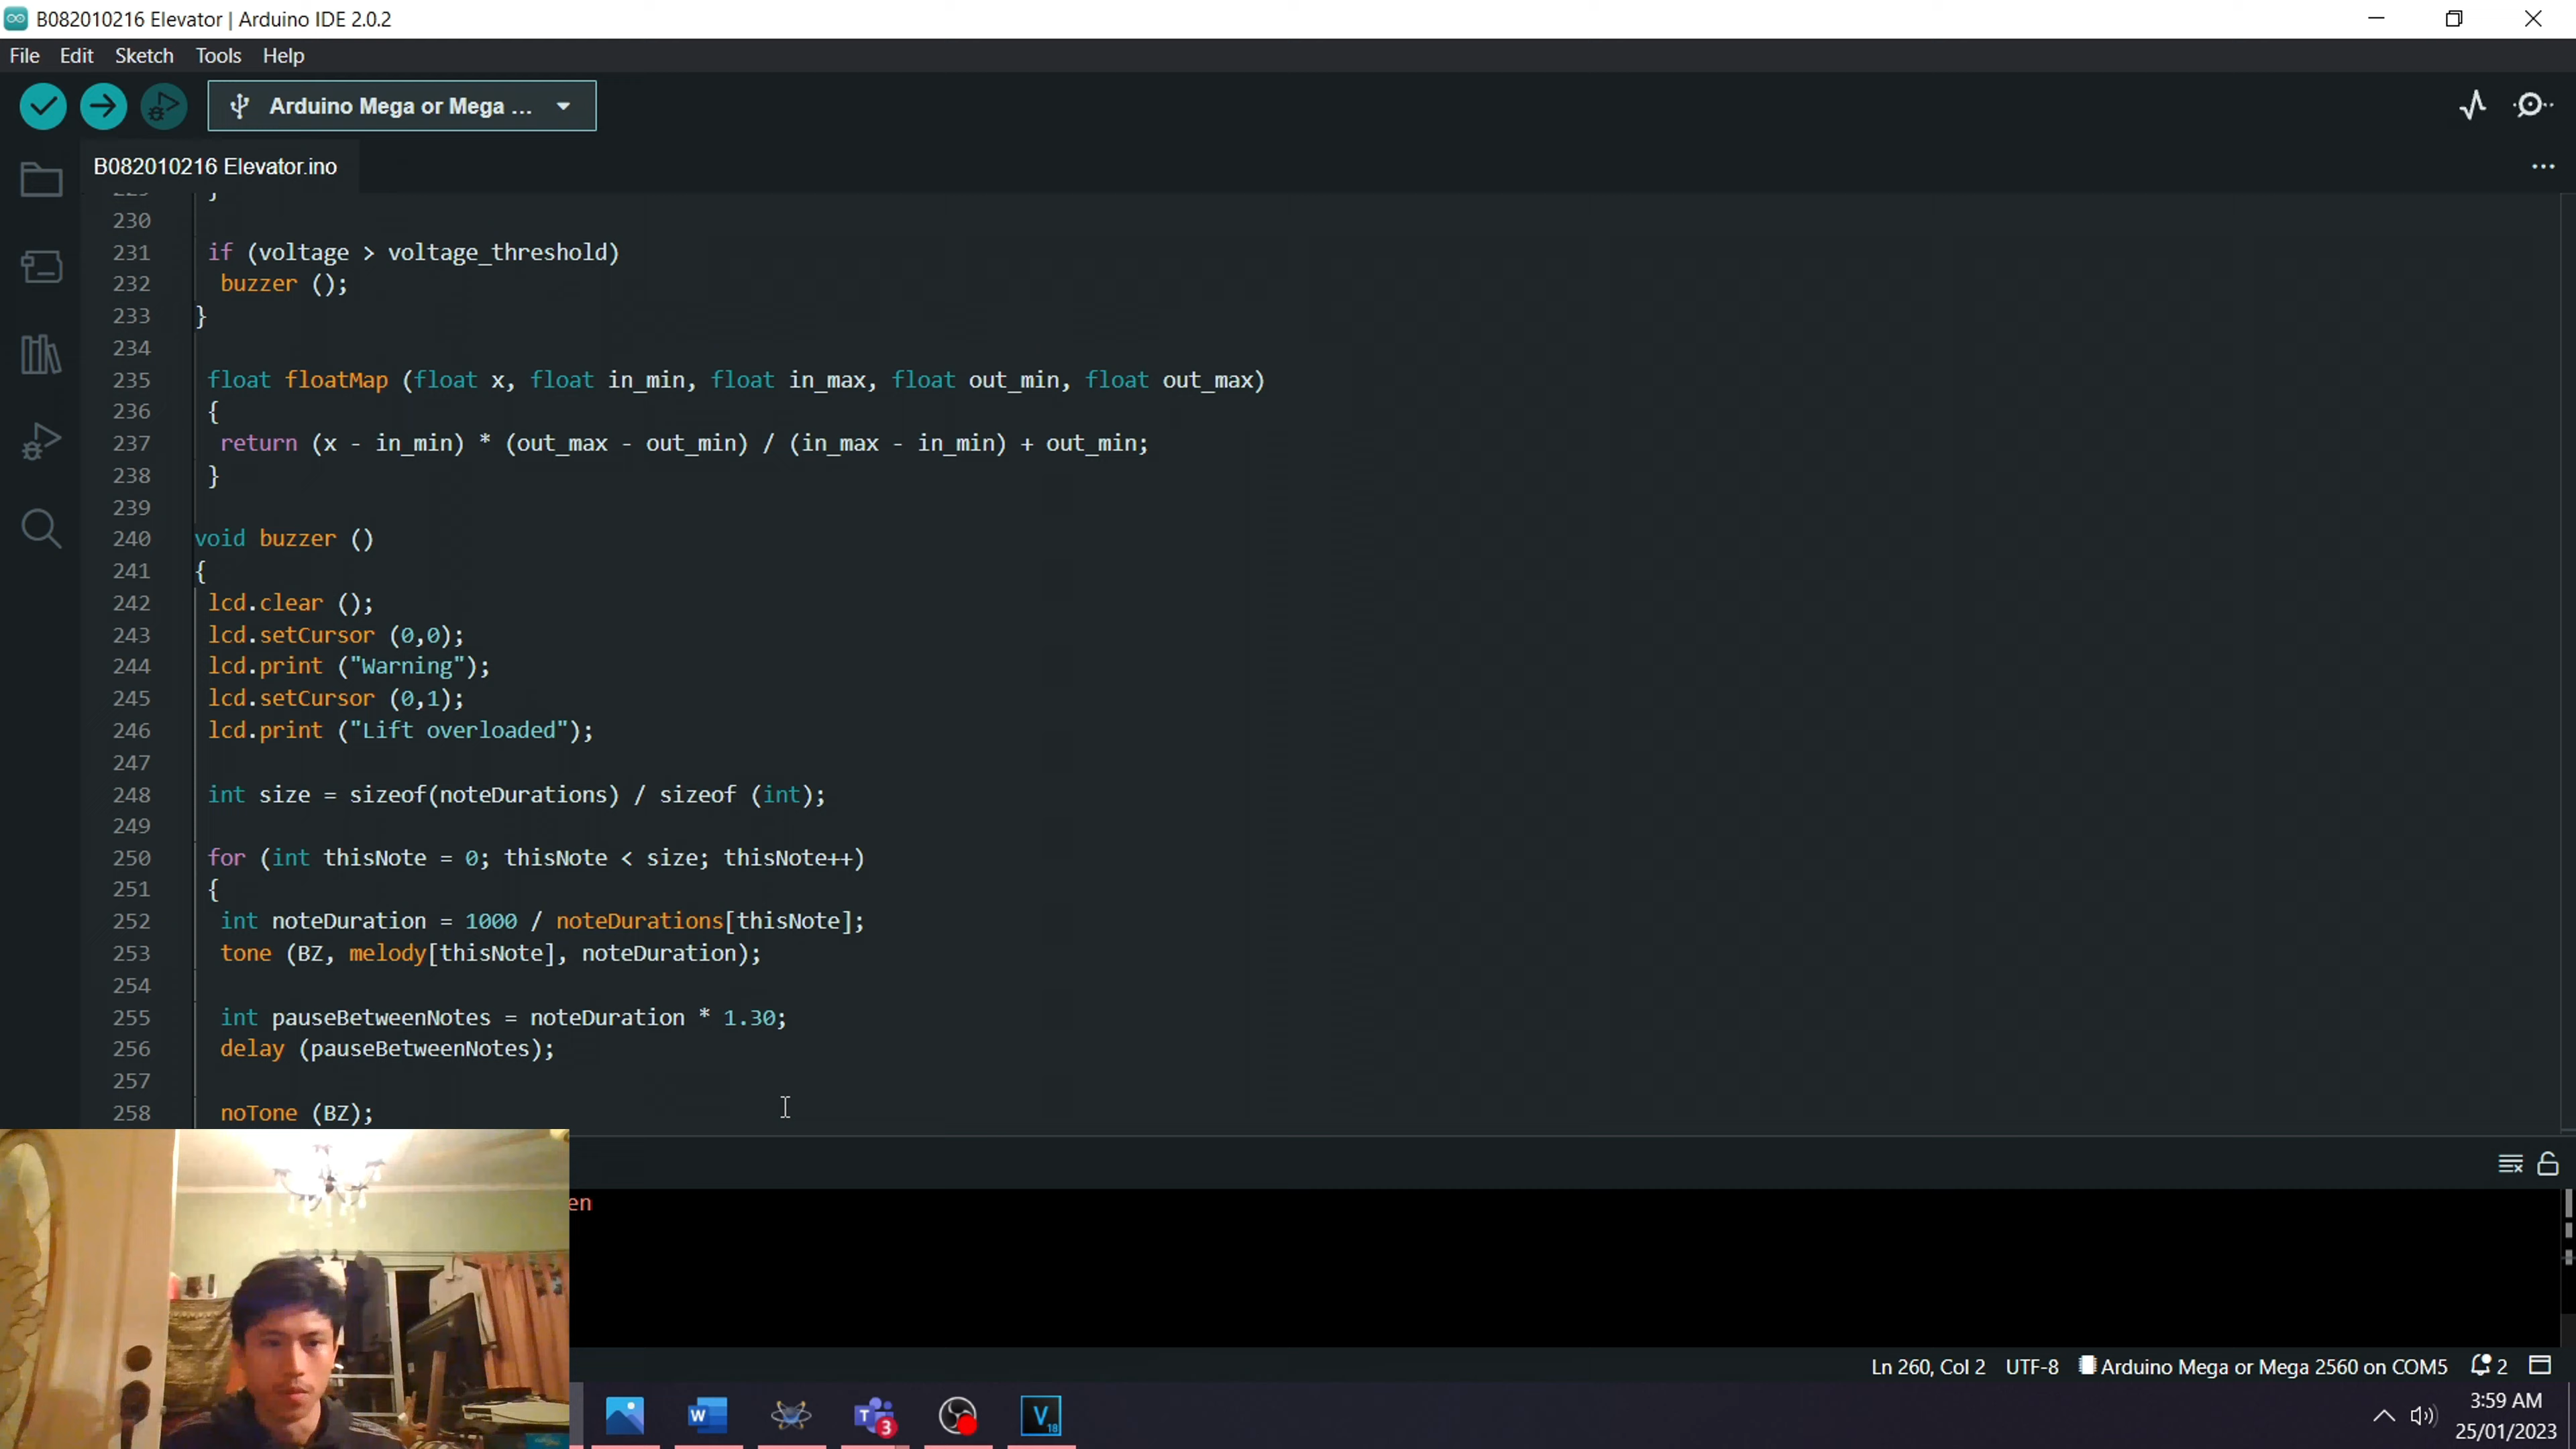 B082010216 Elevator | Arduino IDE 2.0.2
File Edit Sketch Tools Help
Arduino Mega or Mega ...
B082010216 Elevator.ino
229 }
230
231 if (voltage > voltage_threshold)
232 buzzer ();
233 }
234
235 float floatMap (float x, float in_min, float in_max, float out_min, float out_max)
236 {
237 return (x - in_min) * (out_max - out_min) / (in_max - in_min) + out_min;
238 }
239
240 void buzzer ()
241 {
242 lcd.clear ();
243 lcd.setCursor (0,0);
244 lcd.print ("Warning");
245 lcd.setCursor (0,1);
246 lcd.print ("Lift overloaded");
247
248 int size = sizeof(noteDurations) / sizeof (int);
249
250 for (int thisNote = 0; thisNote < size; thisNote++)
251 {
252 int noteDuration = 1000 / noteDurations[thisNote];
253 tone (BZ, melody[thisNote], noteDuration);
254
255 int pauseBetweenNotes = noteDuration * 1.30;
256 delay (pauseBetweenNotes);
257
258 noTone (BZ);
en
Ln 260, Col 2 UTF-8 Arduino Mega or Mega 2560 on COM5 2
W T 3 V 18
3:59 AM
25/01/2023